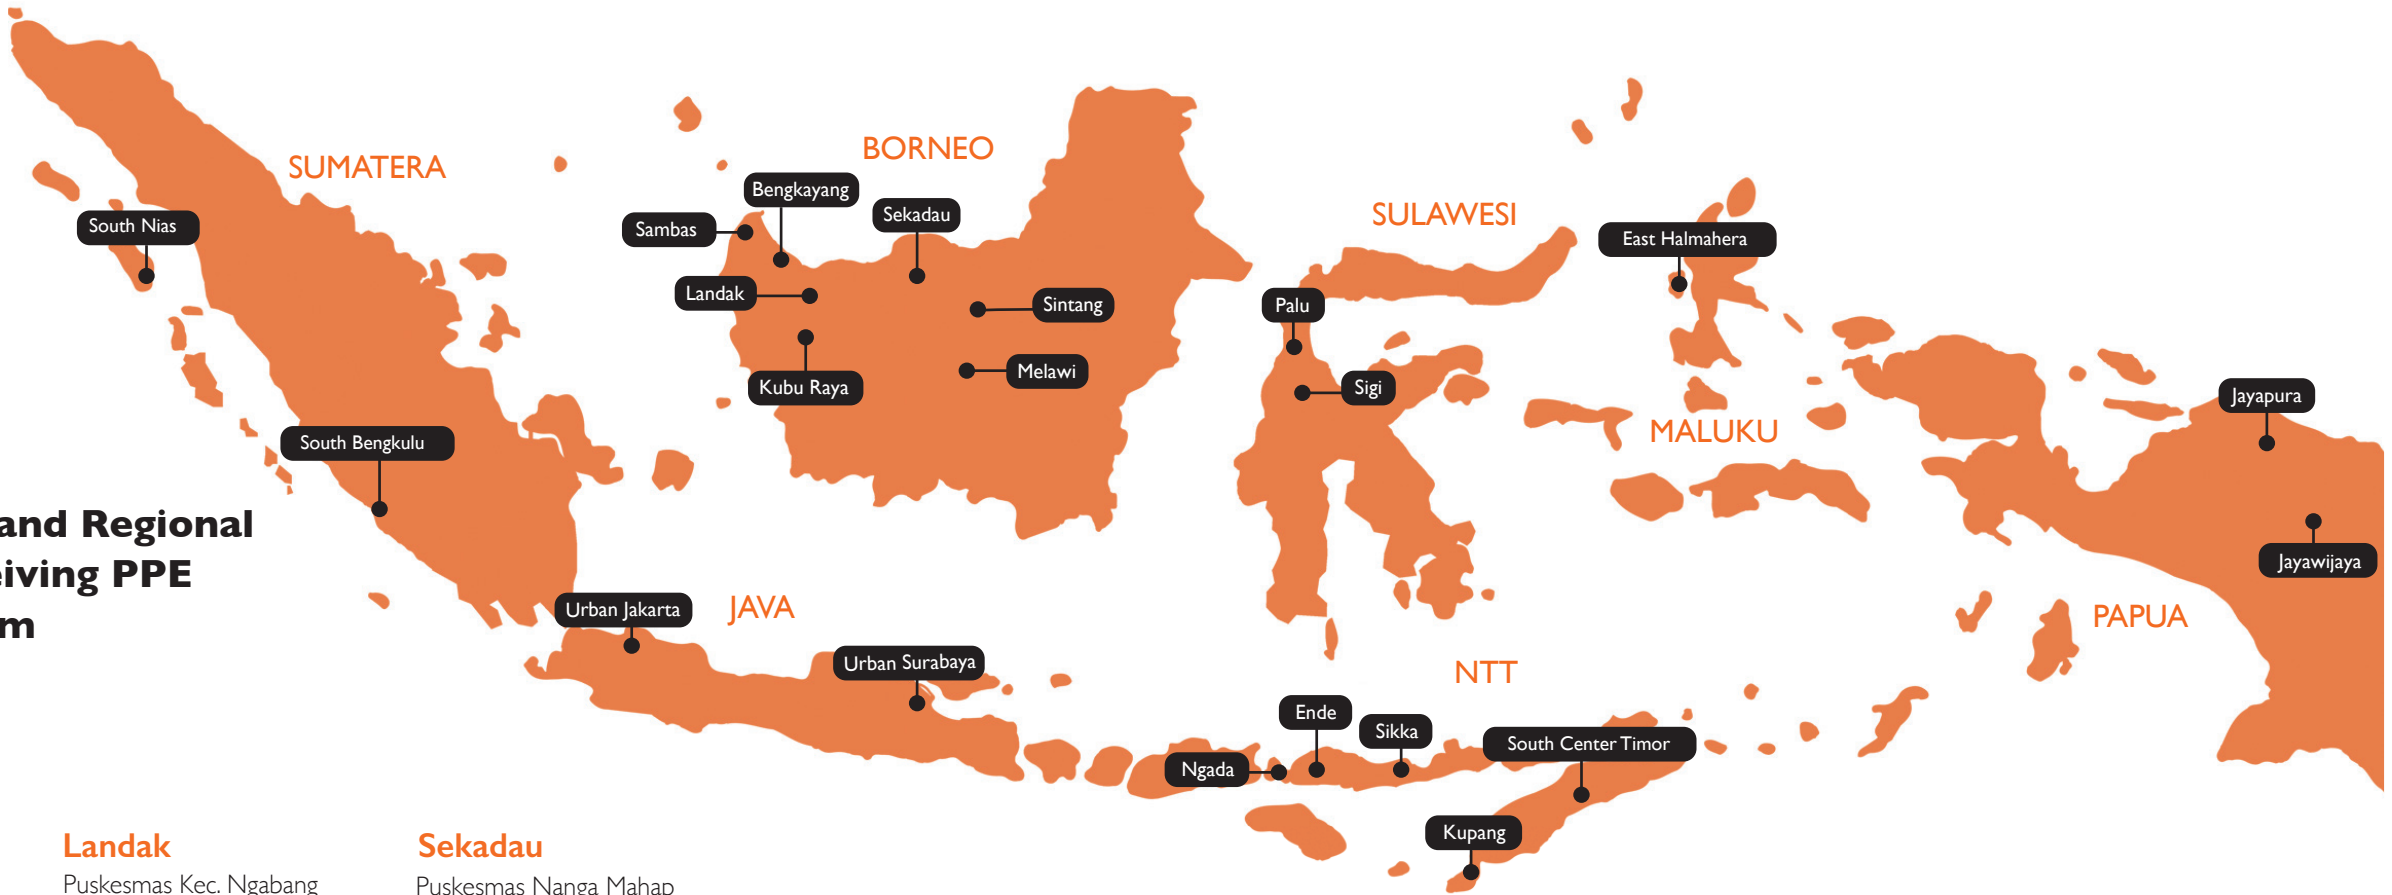 SUMATERA
BORNEO
SULAWESI
South Nias
Bengkayang
Sambas
Sekadau
East Halmahera
Landak
Sintang
Palu
Kubu Raya
Melawi
Sigi
Jayapura
MALUKU
South Bengkulu
and Regional
eiving PPE
m
Jayawijaya
PAPUA
Urban Jakarta
JAVA
Urban Surabaya
NTT
Ende
Sikka
South Center Timor
Ngada
Kupang
Landak
Puskesmas Kec. Ngabang
Sekadau
Puskesmas Nanga Mahap